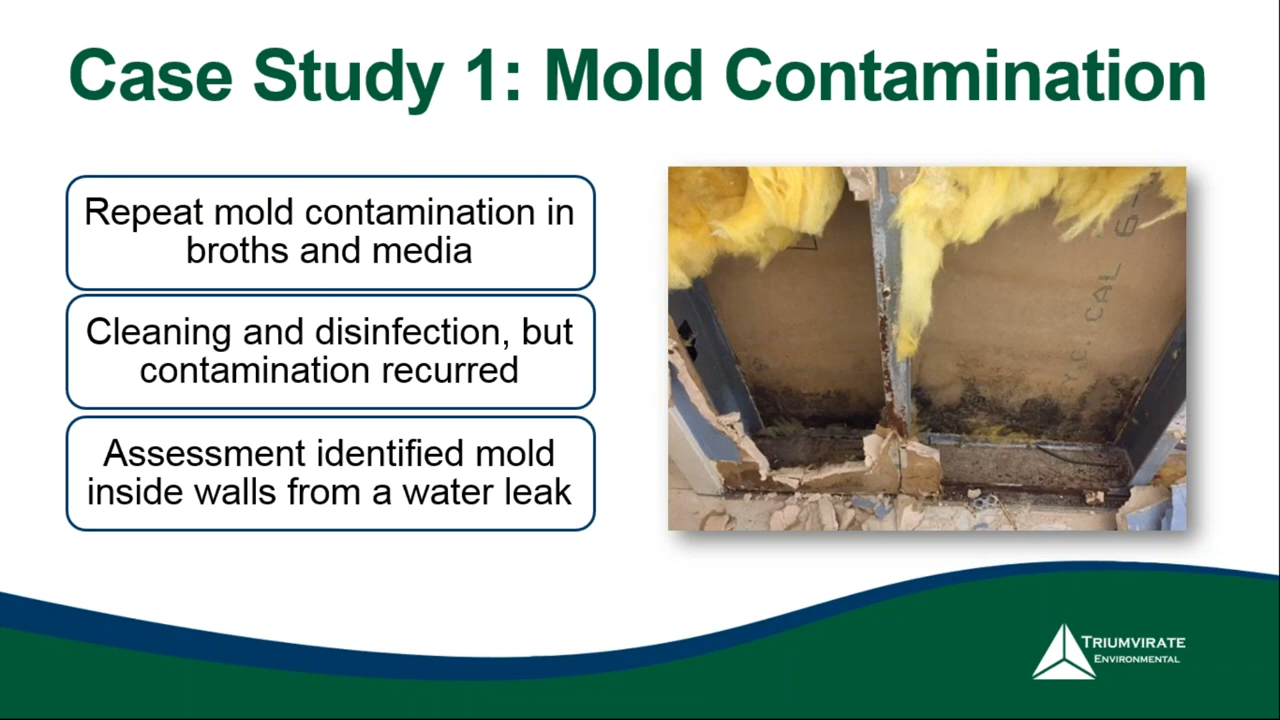 Case Study 1: Mold Contamination
Repeat mold contamination in
broths and media
Cleaning and disinfection, but
contamination recurred
Assessment identified mold
inside walls from a water leak
CAL
TRIUMVIRATE
ENVIRONMENTAL